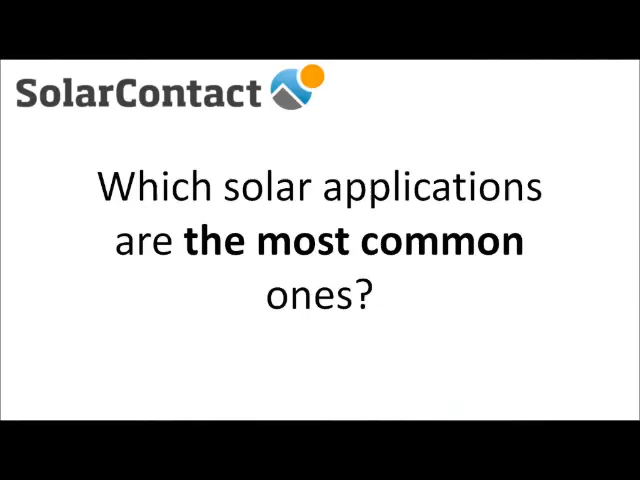 SolarContact
Which solar applications
are the most common
ones?